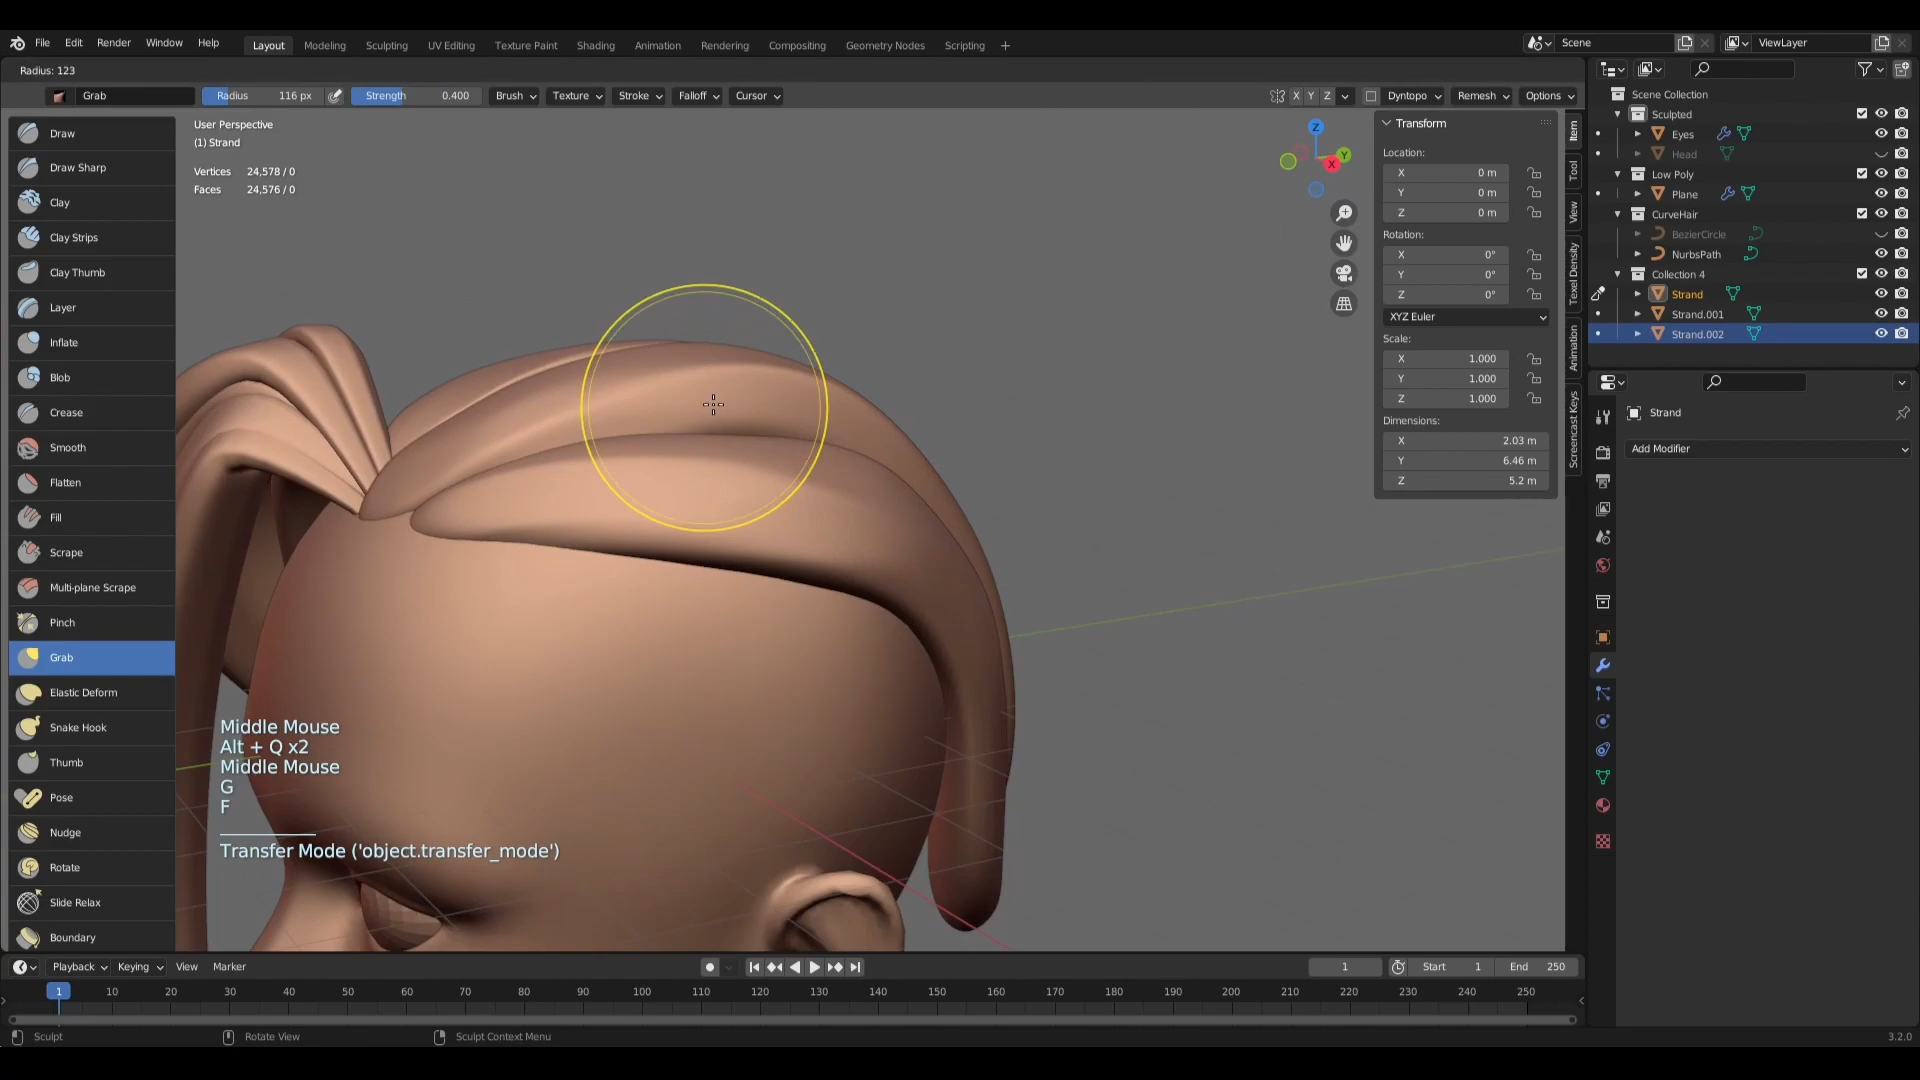 File Edit Render Window Help Layout Modeling Sculpting UV Editing Texture Paint Shading Animation Rendering Compositing Geometry Nodes Scripting + Scene ViewLayer
Radius: 123
Grab Radius 116 px Strength 0.400 Brush Texture Stroke Falloff Cursor X Y Z Dyntopo Remesh Options
User Perspective
(1) Strand
Vertices 24,578 / 0
Faces 24,576 / 0
Draw
Draw Sharp
Clay
Clay Strips
Clay Thumb
Layer
Inflate
Blob
Crease
Smooth
Flatten
Fill
Scrape
Multi-plane Scrape
Pinch
Grab
Elastic Deform
Snake Hook
Thumb
Pose
Nudge
Rotate
Slide Relax
Boundary
Middle Mouse
Alt + Q x2
Middle Mouse
G
F
Transfer Mode ('object.transfer_mode')
Z
Y
X
Transform
Location:
X 0 m
Y 0 m
Z 0 m
Rotation:
X 0°
Y 0°
Z 0°
XYZ Euler
Scale:
X 1.000
Y 1.000
Z 1.000
Dimensions:
X 2.03 m
Y 6.46 m
Z 5.2 m
Item
Tool
View
Texel Density
Animation
Screencast Keys
Scene Collection
Sculpted
Eyes
Head
Low Poly
Plane
CurveHair
BezierCircle
NurbsPath
Collection 4
Strand
Strand.001
Strand.002
Strand
Add Modifier
Playback Keying View Marker 1 Start 1 End 250
1 10 20 30 40 50 60 70 80 90 100 110 120 130 140 150 160 170 180 190 200 210 220 230 240 250
Sculpt Rotate View Sculpt Context Menu 3.2.0